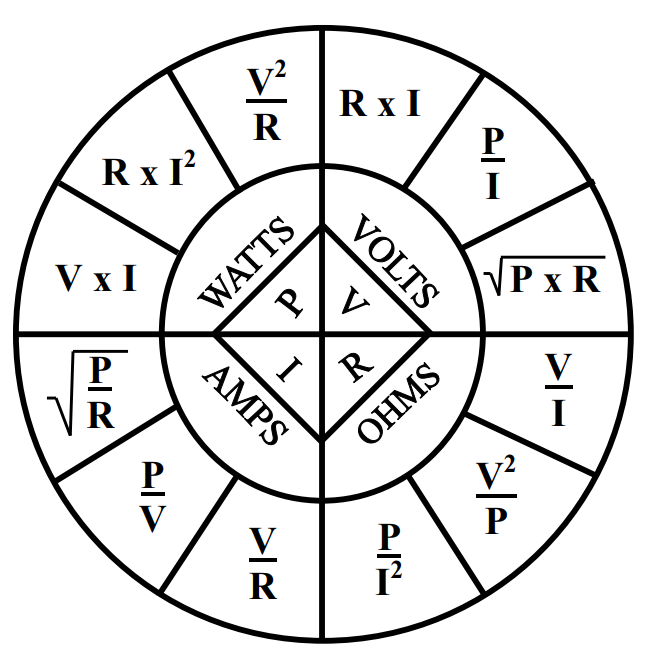 V²
R
R x I
R x I²
P
I
V x I
√P x R
WATTS
VOLTS
P
V
I
R
AMPS
OHMS
√P
R
V
I
P
V
V²
P
V
R
P
I²